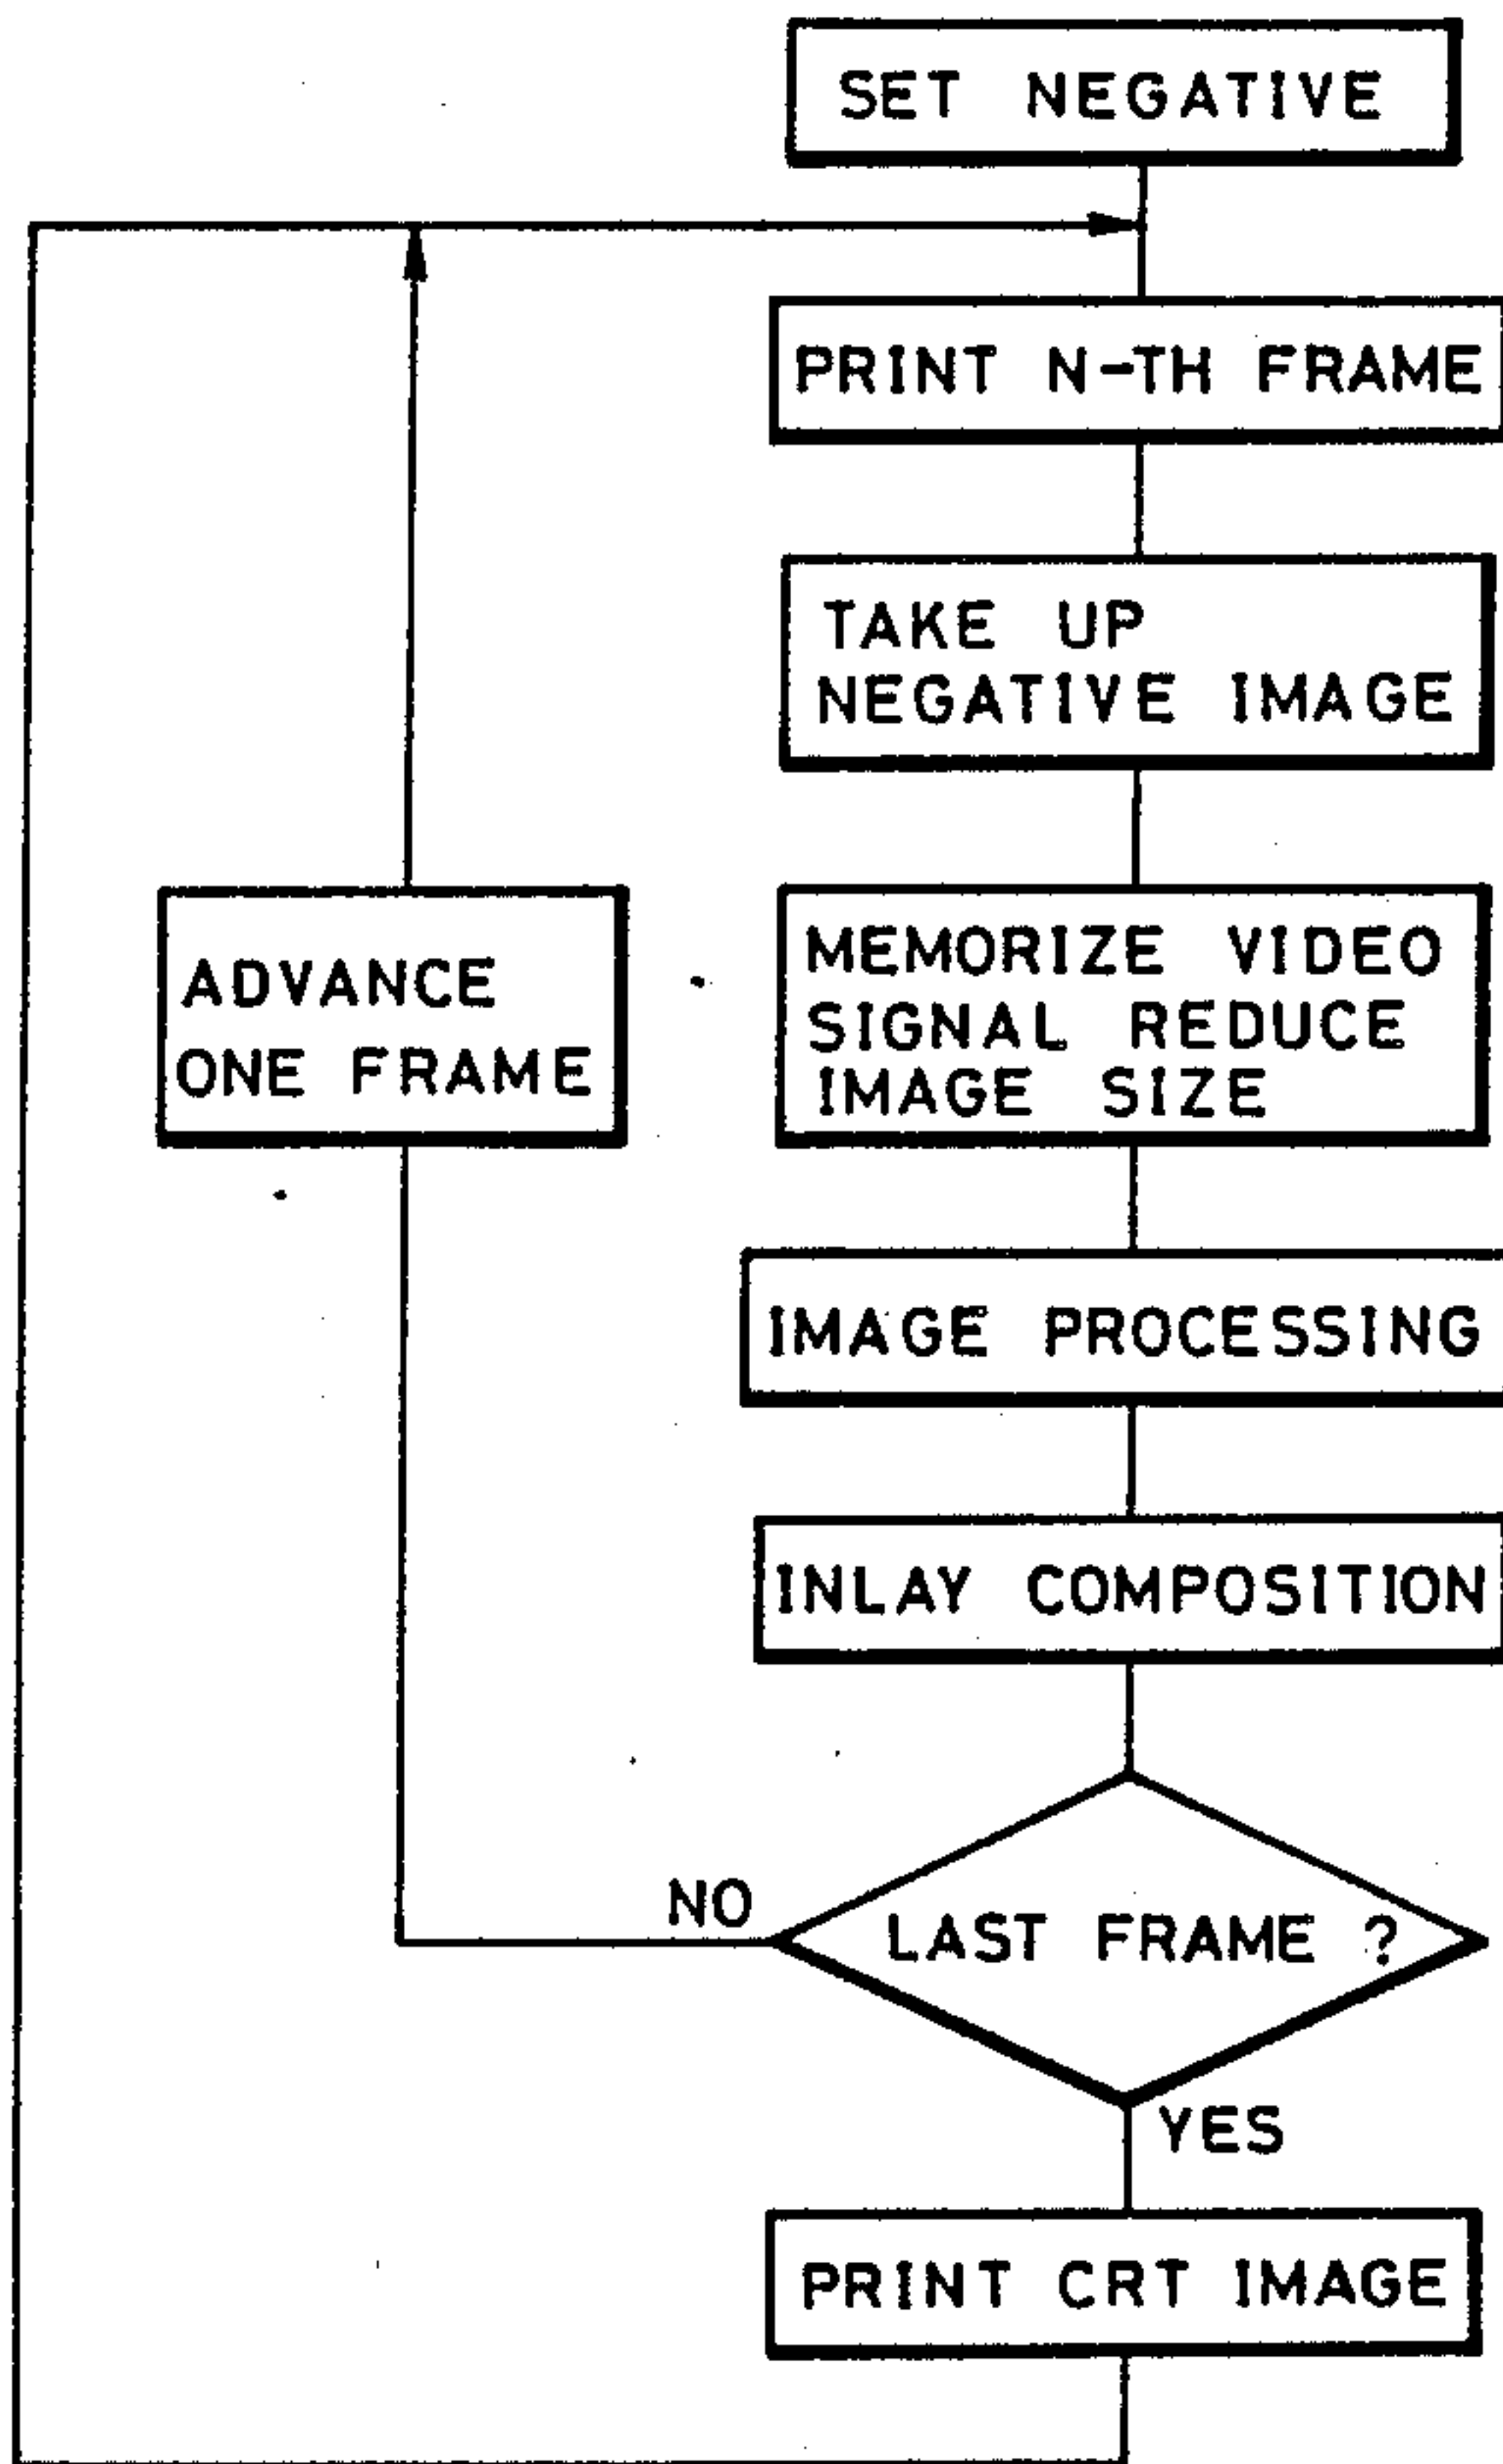 SET NEGATIVE
PRINT N-TH FRAME
TAKE UP
NEGATIVE IMAGE
ADVANCE
ONE FRAME
MEMORIZE VIDEO
SIGNAL REDUCE
IMAGE SIZE
IMAGE PROCESSING
INLAY COMPOSITION
NO
LAST FRAME ?
YES
PRINT CRT IMAGE